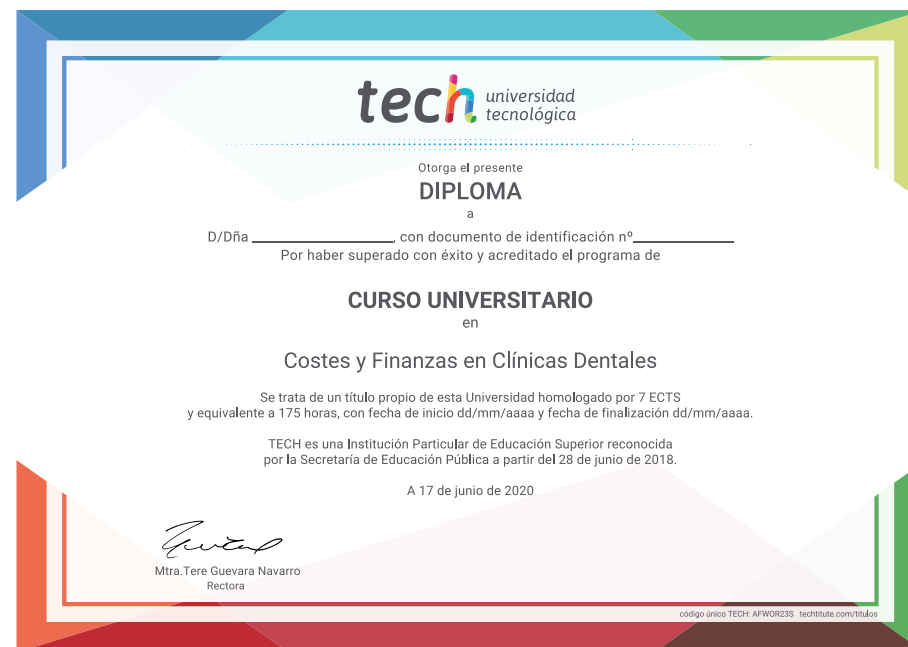 tech universidad
tecnológica
Otorga el presente
DIPLOMA
a
D/Dña , con documento de identificación nº
Por haber superado con éxito y acreditado el programa de
CURSO UNIVERSITARIO
en
Costes y Finanzas en Clínicas Dentales
Se trata de un título propio de esta Universidad homologado por 7 ECTS
y equivalente a 175 horas, con fecha de inicio dd/mm/aaaa y fecha de finalización dd/mm/aaaa.
TECH es una Institución Particular de Educación Superior reconocida
por la Secretaría de Educación Pública a partir del 28 de junio de 2018.
A 17 de junio de 2020
Mtra.Tere Guevara Navarro
Rectora
código único TECH: AFWOR23S techtitute.com/titulos